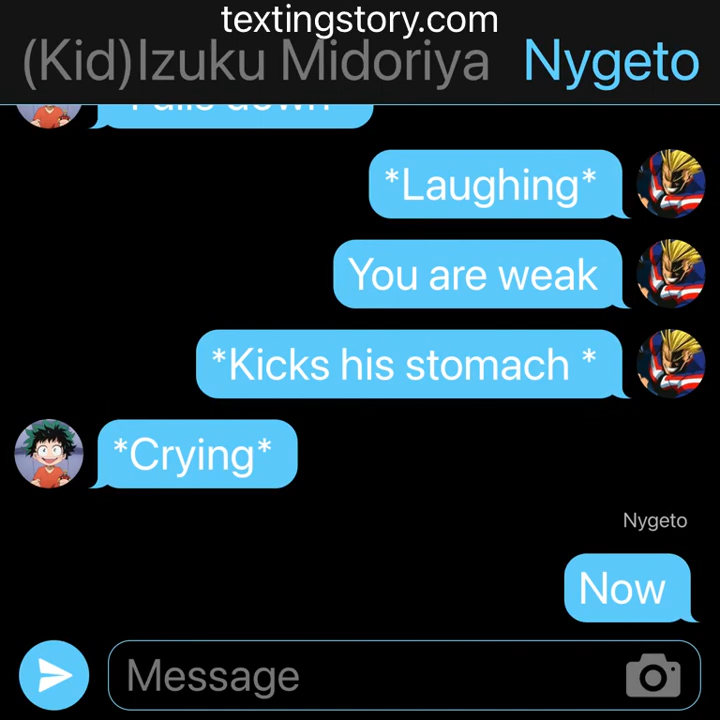 textingstory.com
(Kid)Izuku Midoriya Nygeto
*Laughing*
You are weak
*Kicks his stomach *
*Crying*
Nygeto
Now
Message